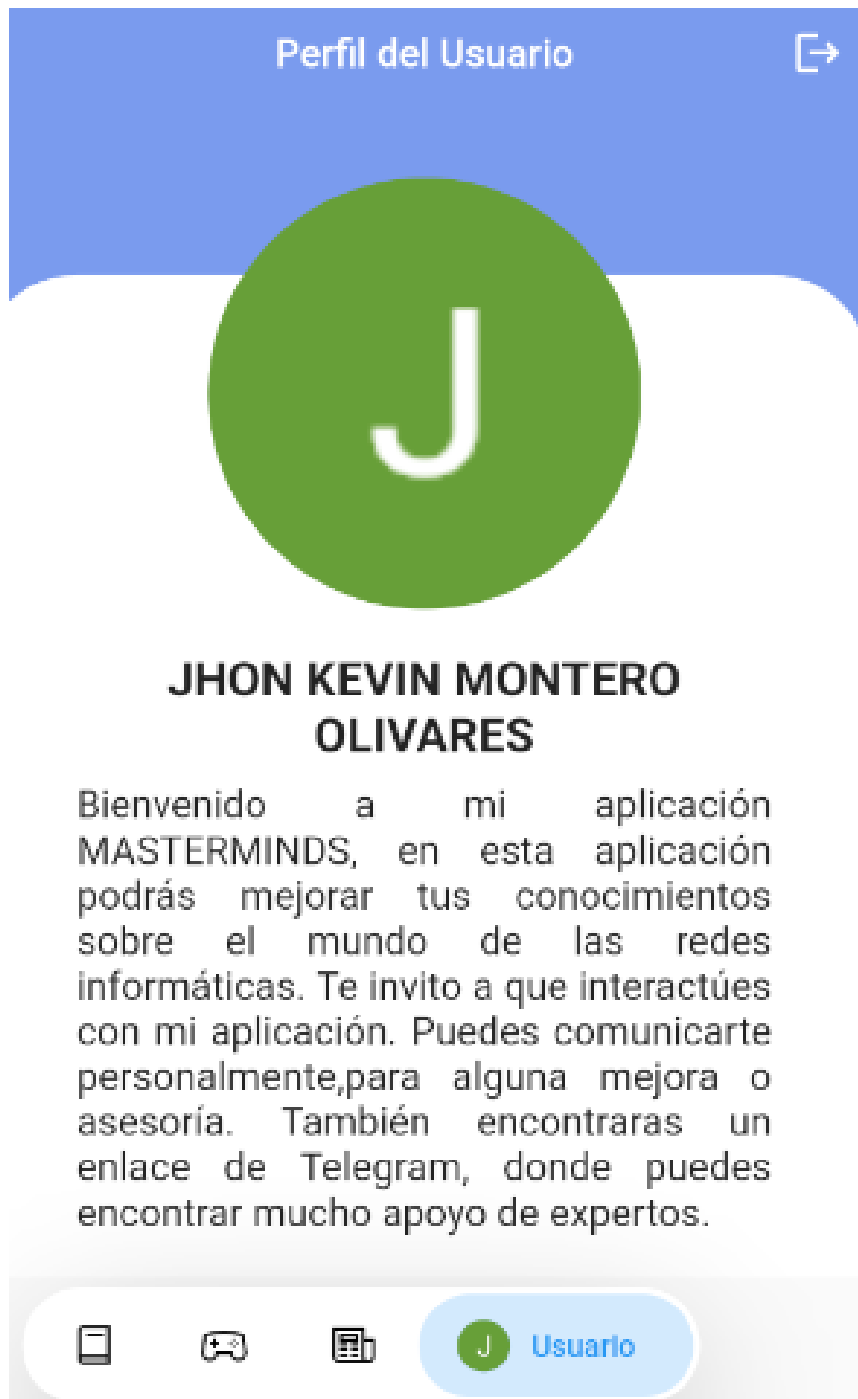 Perfil del Usuario
J
JHON KEVIN MONTERO
OLIVARES
Bienvenido a mi aplicación
MASTERMINDS, en esta aplicación
podrás mejorar tus conocimientos
sobre el mundo de las redes
informáticas. Te invito a que interactúes
con mi aplicación. Puedes comunicarte
personalmente,para alguna mejora o
asesoría. También encontraras un
enlace de Telegram, donde puedes
encontrar mucho apoyo de expertos.
J Usuario